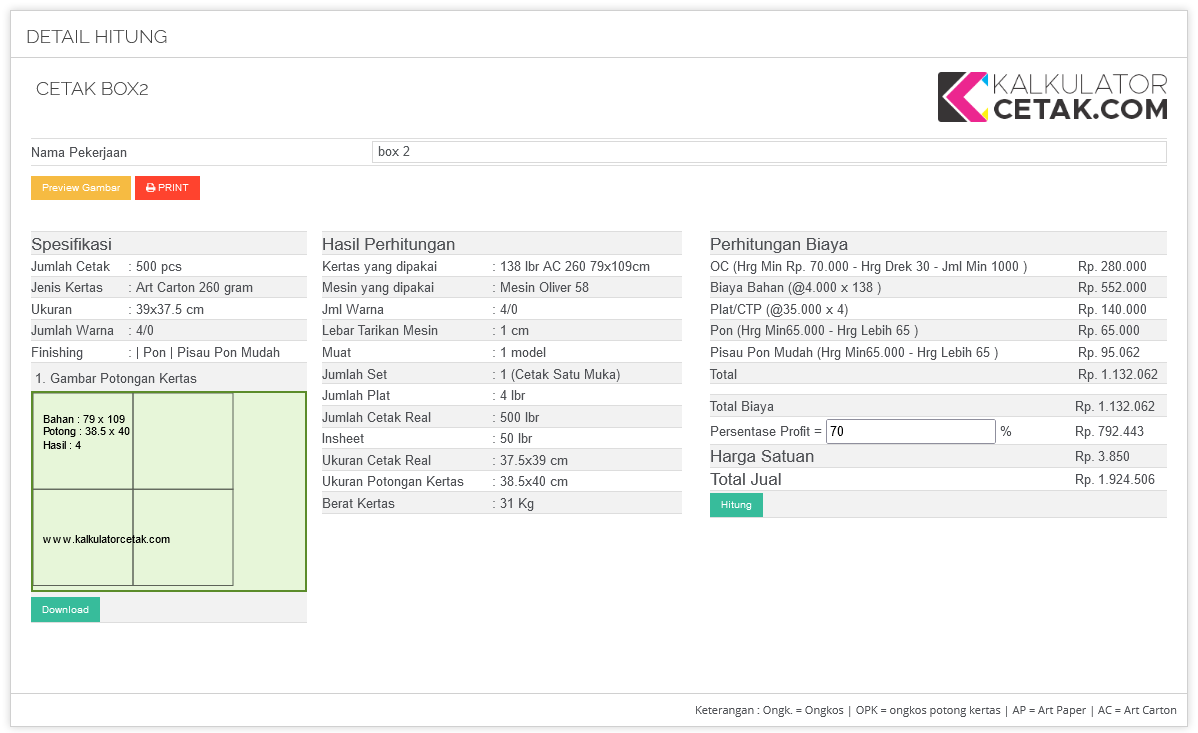 DETAIL HITUNG
CETAK BOX2
KALKULATOR
CETAK.COM
Nama Pekerjaan
box 2
Preview Gambar
PRINT
Spesifikasi
Jumlah Cetak : 500 pcs
Jenis Kertas : Art Carton 260 gram
Ukuran : 39x37.5 cm
Jumlah Warna : 4/0
Finishing : | Pon | Pisau Pon Mudah
1. Gambar Potongan Kertas
Bahan : 79 x 109
Potong : 38.5 x 40
Hasil : 4
www.kalkulatorcetak.com
Download
Hasil Perhitungan
Kertas yang dipakai : 138 lbr AC 260 79x109cm
Mesin yang dipakai : Mesin Oliver 58
Jml Warna : 4/0
Lebar Tarikan Mesin : 1 cm
Muat : 1 model
Jumlah Set : 1 (Cetak Satu Muka)
Jumlah Plat : 4 lbr
Jumlah Cetak Real : 500 lbr
Insheet : 50 lbr
Ukuran Cetak Real : 37.5x39 cm
Ukuran Potongan Kertas : 38.5x40 cm
Berat Kertas : 31 Kg
Perhitungan Biaya
OC (Hrg Min Rp. 70.000 - Hrg Drek 30 - Jml Min 1000 ) Rp. 280.000
Biaya Bahan (@4.000 x 138 ) Rp. 552.000
Plat/CTP (@35.000 x 4) Rp. 140.000
Pon (Hrg Min65.000 - Hrg Lebih 65 ) Rp. 65.000
Pisau Pon Mudah (Hrg Min65.000 - Hrg Lebih 65 ) Rp. 95.062
Total Rp. 1.132.062
Total Biaya Rp. 1.132.062
Persentase Profit = 70 % Rp. 792.443
Harga Satuan Rp. 3.850
Total Jual Rp. 1.924.506
Hitung
Keterangan : Ongk. = Ongkos | OPK = ongkos potong kertas | AP = Art Paper | AC = Art Carton